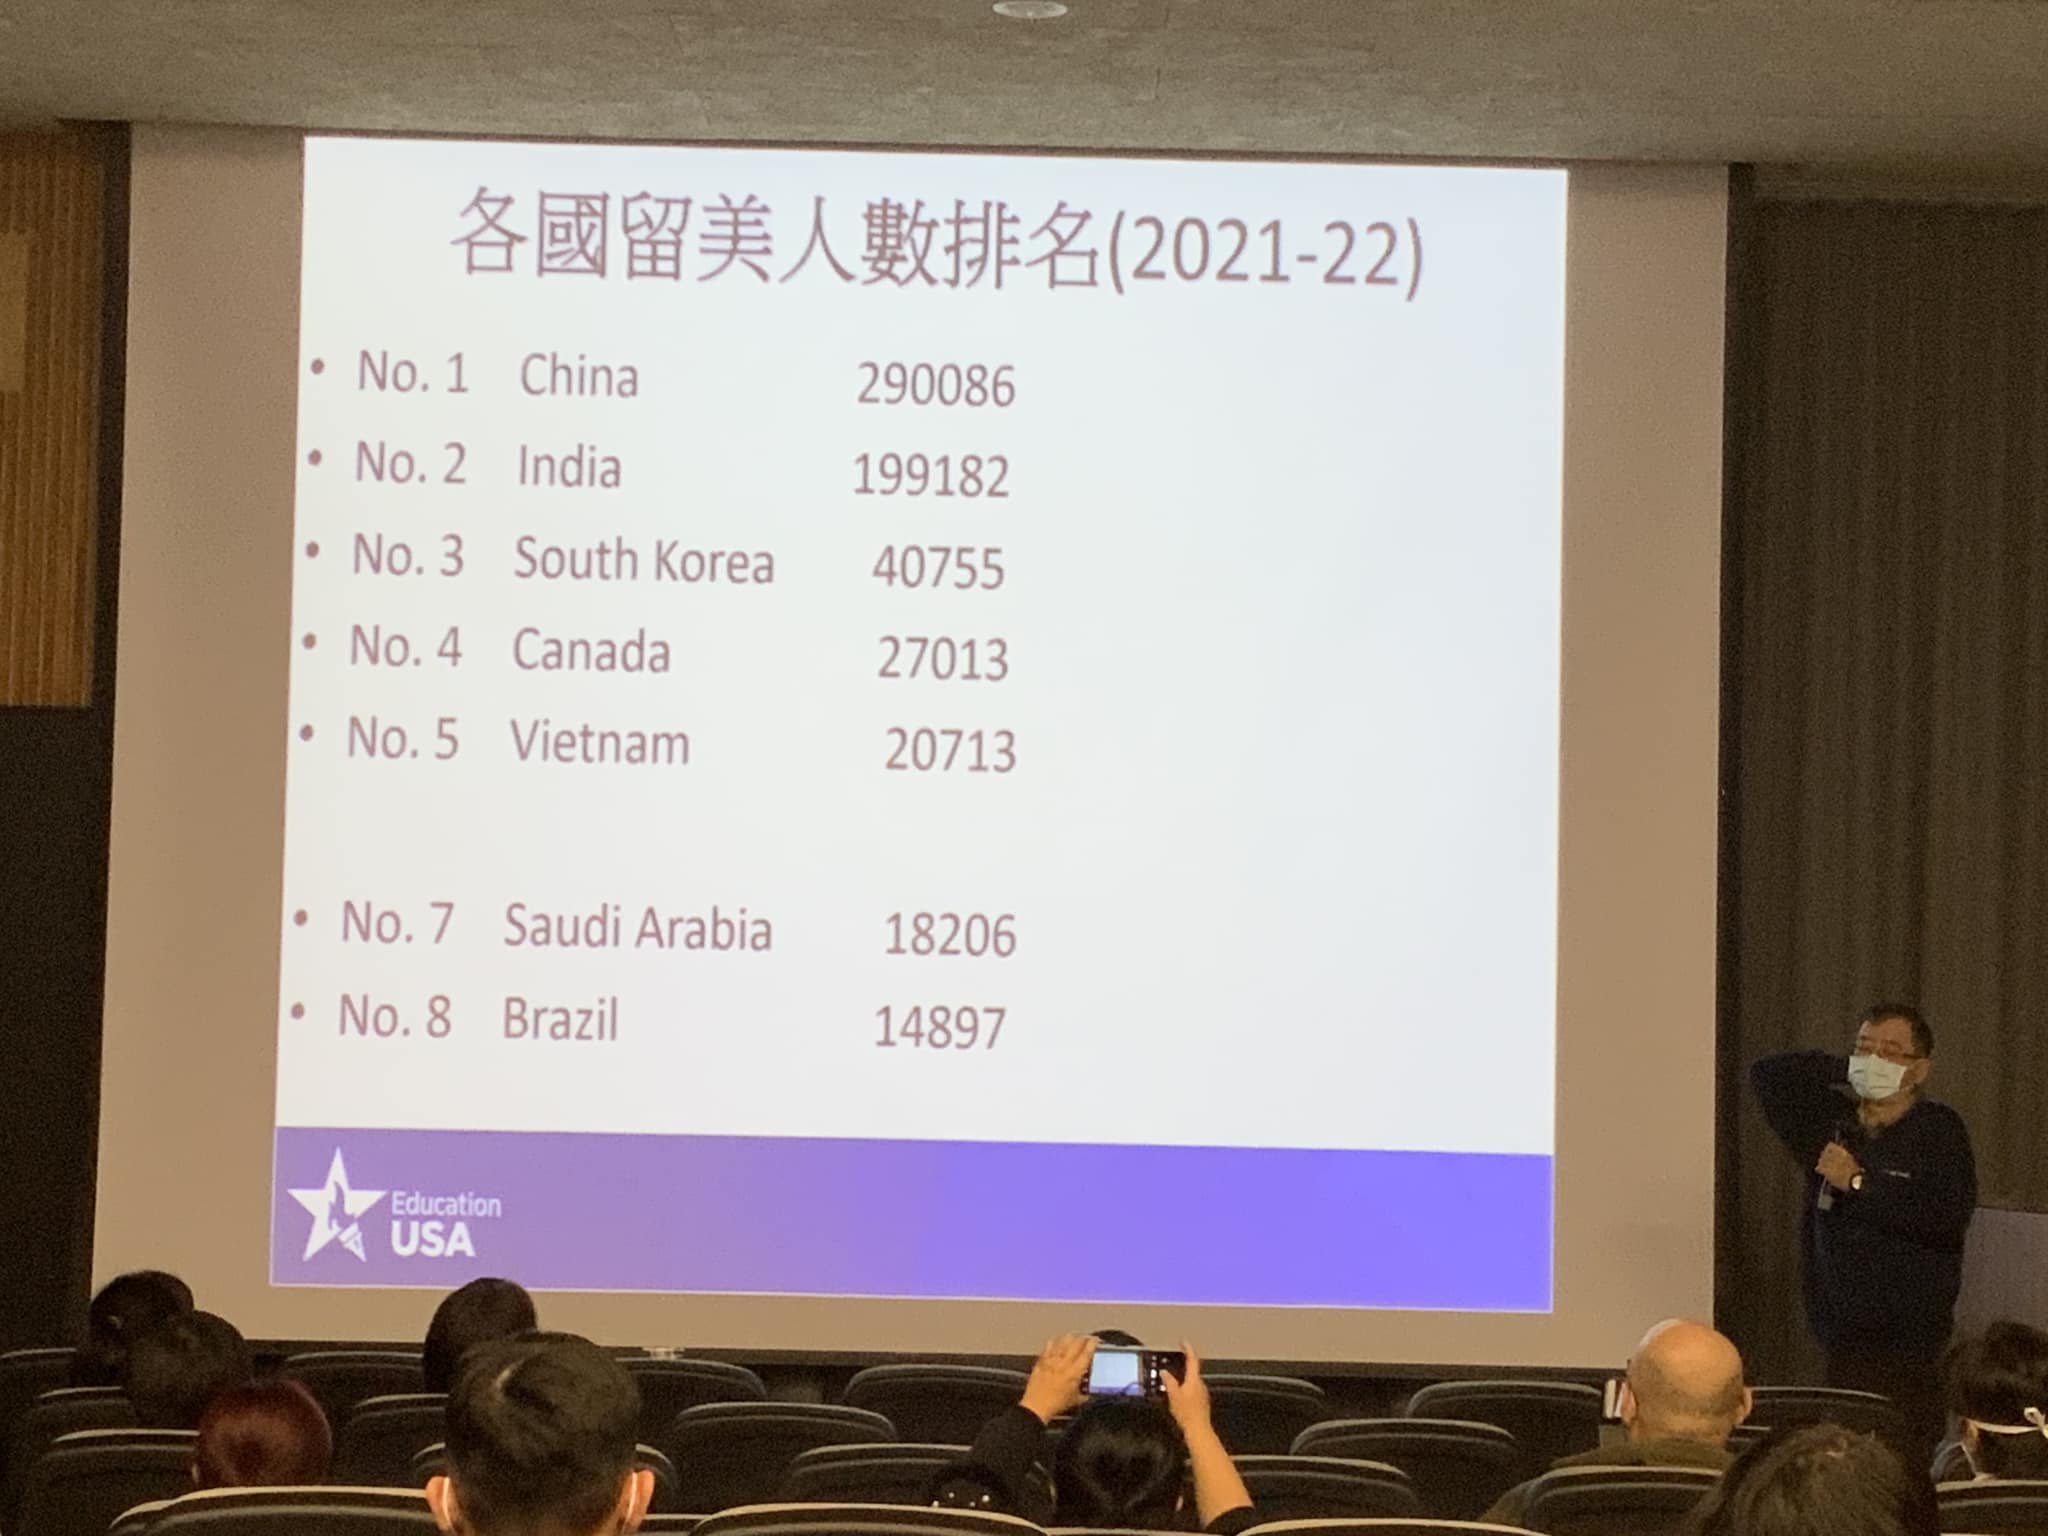 各國留美人數排名(2021-22)
• No. 1 China 290086
• No. 2 India 199182
• No. 3 South Korea 40755
• No. 4 Canada 27013
• No. 5 Vietnam 20713
• No. 7 Saudi Arabia 18206
• No. 8 Brazil 14897
Education
USA